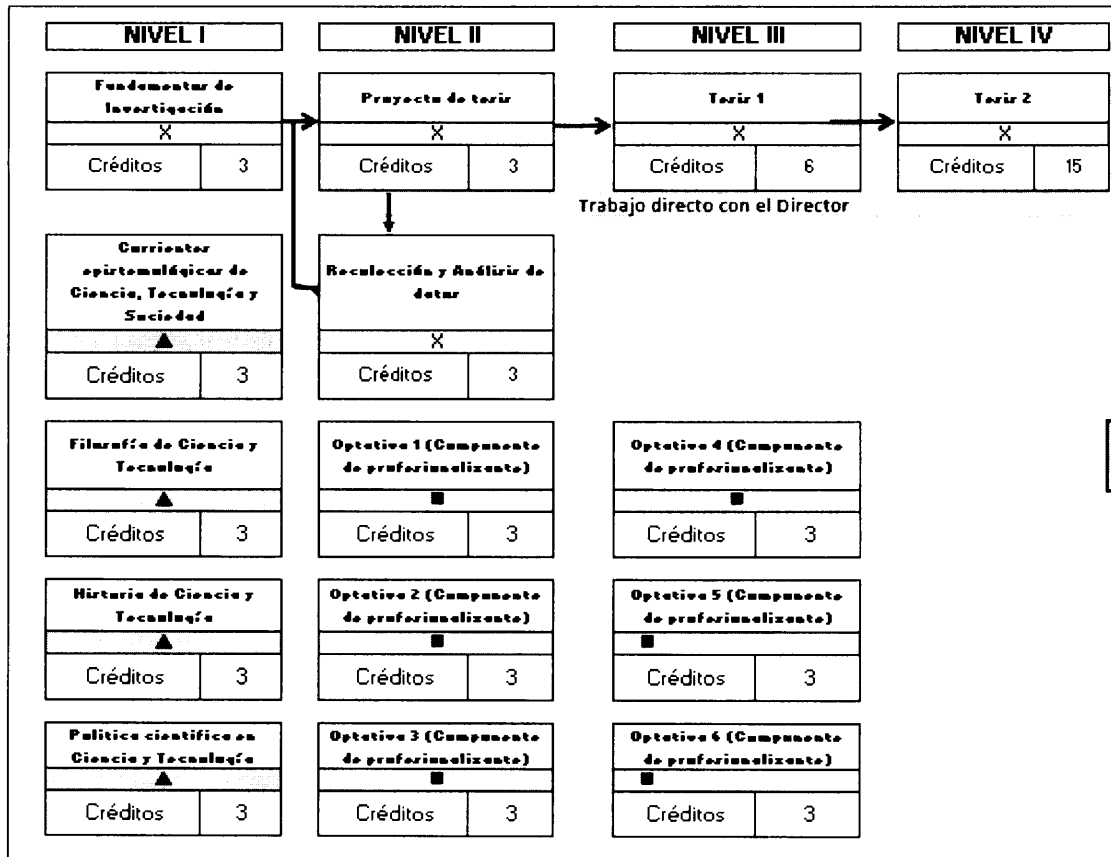 NIVEL I
NIVEL II
NIVEL III
NIVEL IV
Fundamentos de
Investigación
X
Créditos 3
Proyecto de tesis
X
Créditos 3
Tesis 1
X
Créditos 6
Trabajo directo con el Director
Tesis 2
X
Créditos 15
Corrientes
epistemológicas de
Ciencia, Tecnología y
Sociedad
Créditos 3
Recolección y Análisis de
datos
X
Créditos 3
Filosofía de Ciencia y
Tecnología
Créditos 3
Optativa 1 (Componente
de profesionalizante)
Créditos 3
Optativa 4 (Componente
de profesionalizante)
Créditos 3
Historia de Ciencia y
Tecnología
Créditos 3
Optativa 2 (Componente
de profesionalizante)
Créditos 3
Optativa 5 (Componente
de profesionalizante)
Créditos 3
Política científica en
Ciencia y Tecnología
Créditos 3
Optativa 3 (Componente
de profesionalizante)
Créditos 3
Optativa 6 (Componente
de profesionalizante)
Créditos 3